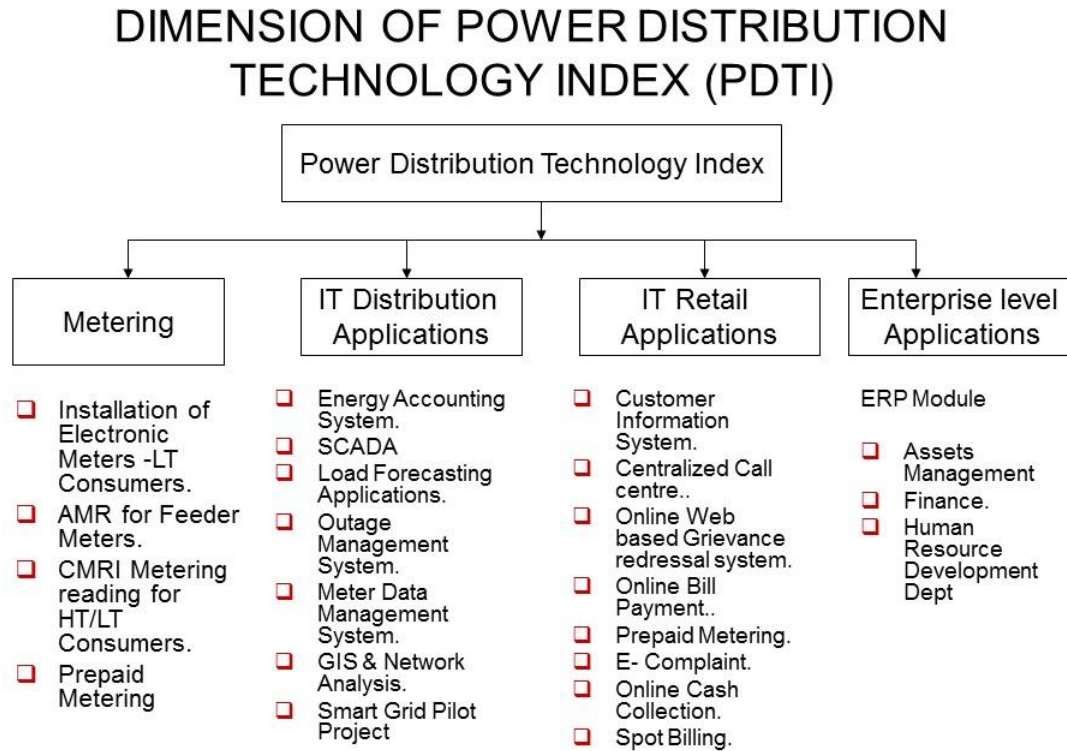 DIMENSION OF POWER DISTRIBUTION
TECHNOLOGY INDEX (PDTI)
Power Distribution Technology Index
Metering
IT Distribution
Applications
IT Retail
Applications
Enterprise level
Applications
Installation of
Electronic
Meters -LT
Consumers.
AMR for Feeder
Meters.
CMRI Metering
reading for
HT/LT
Consumers.
Prepaid
Metering
Energy Accounting
System.
SCADA
Load Forecasting
Applications.
Outage
Management
System.
Meter Data
Management
System.
GIS & Network
Analysis.
Smart Grid Pilot
Project
Customer
Information
System.
Centralized Call
centre..
Online Web
based Grievance
redressal system.
Online Bill
Payment..
Prepaid Metering.
E- Complaint.
Online Cash
Collection.
Spot Billing.
ERP Module
Assets
Management
Finance.
Human
Resource
Development
Dept